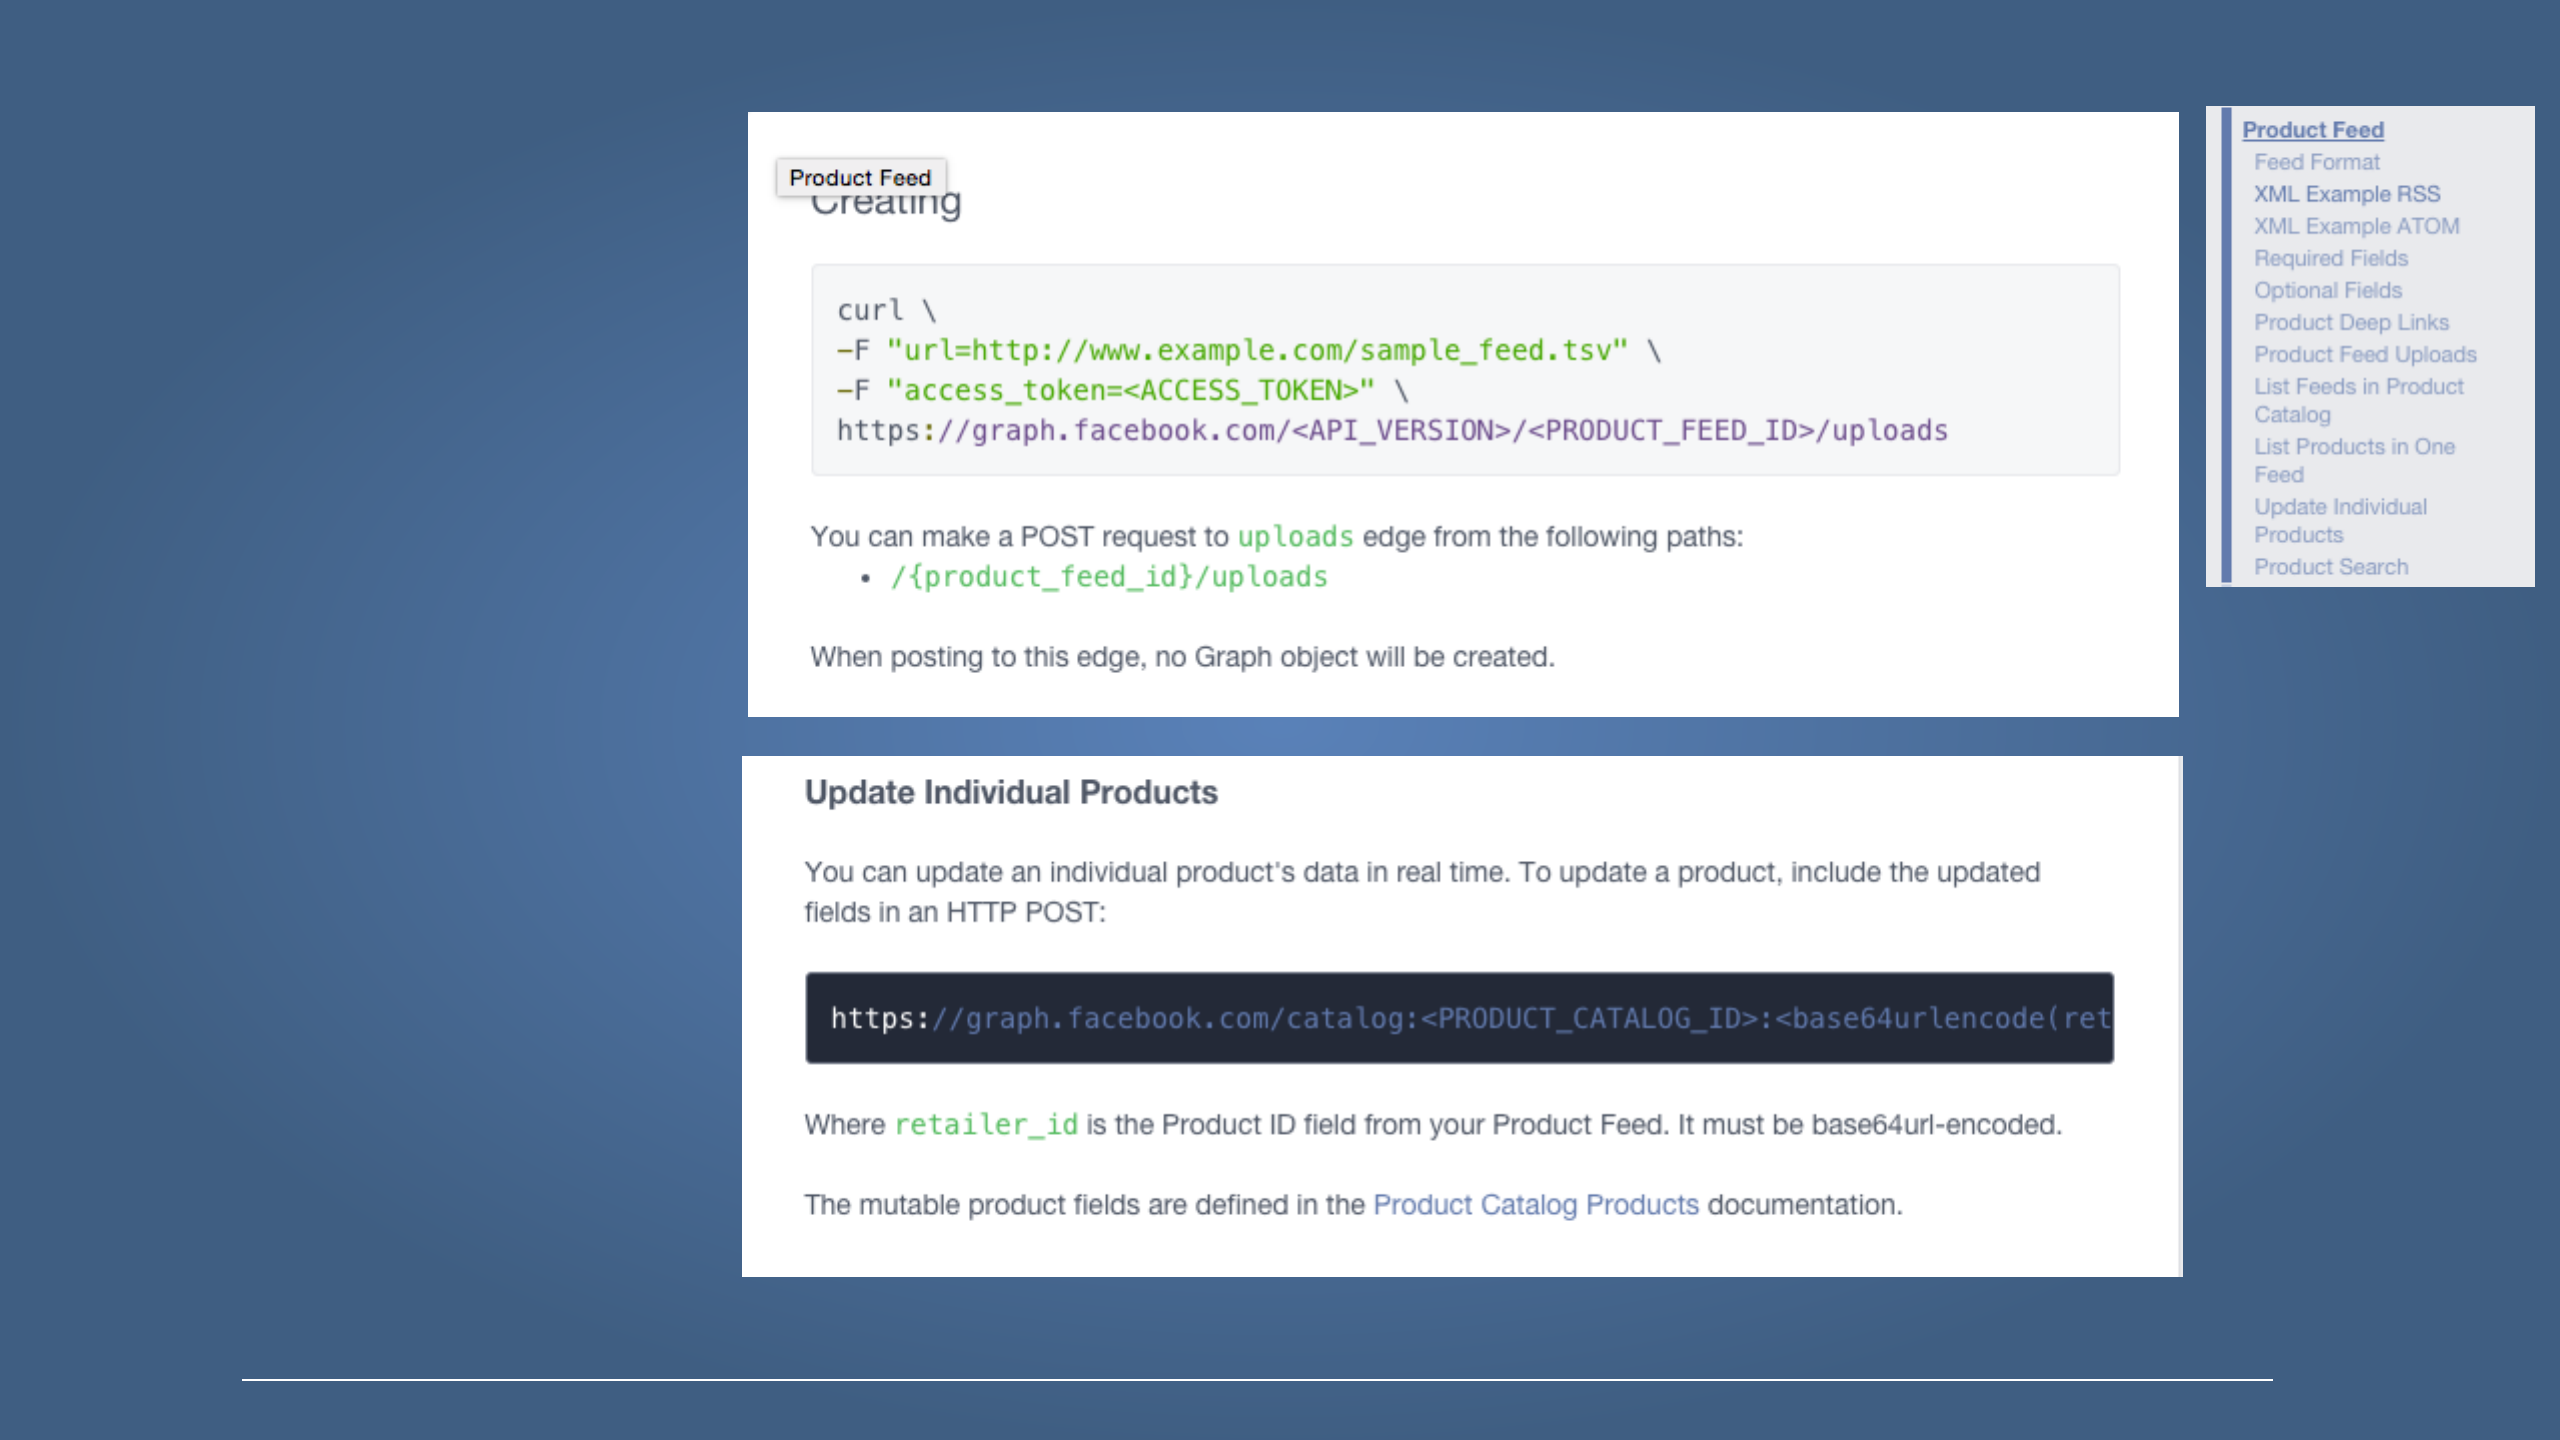 Product Feed
Creating
curl \
-F "url=http://www.example.com/sample_feed.tsv" \
-F "access_token=<ACCESS_TOKEN>" \
https://graph.facebook.com/<API_VERSION>/<PRODUCT_FEED_ID>/uploads
You can make a POST request to uploads edge from the following paths:
• /{product_feed_id}/uploads
When posting to this edge, no Graph object will be created.
Update Individual Products
You can update an individual product's data in real time. To update a product, include the updated
fields in an HTTP POST:
https://graph.facebook.com/catalog:<PRODUCT_CATALOG_ID>:<base64urlencode(ret
Where retailer_id is the Product ID field from your Product Feed. It must be base64url-encoded.
The mutable product fields are defined in the Product Catalog Products documentation.
Product Feed
Feed Format
XML Example RSS
XML Example ATOM
Required Fields
Optional Fields
Product Deep Links
Product Feed Uploads
List Feeds in Product
Catalog
List Products in One
Feed
Update Individual
Products
Product Search